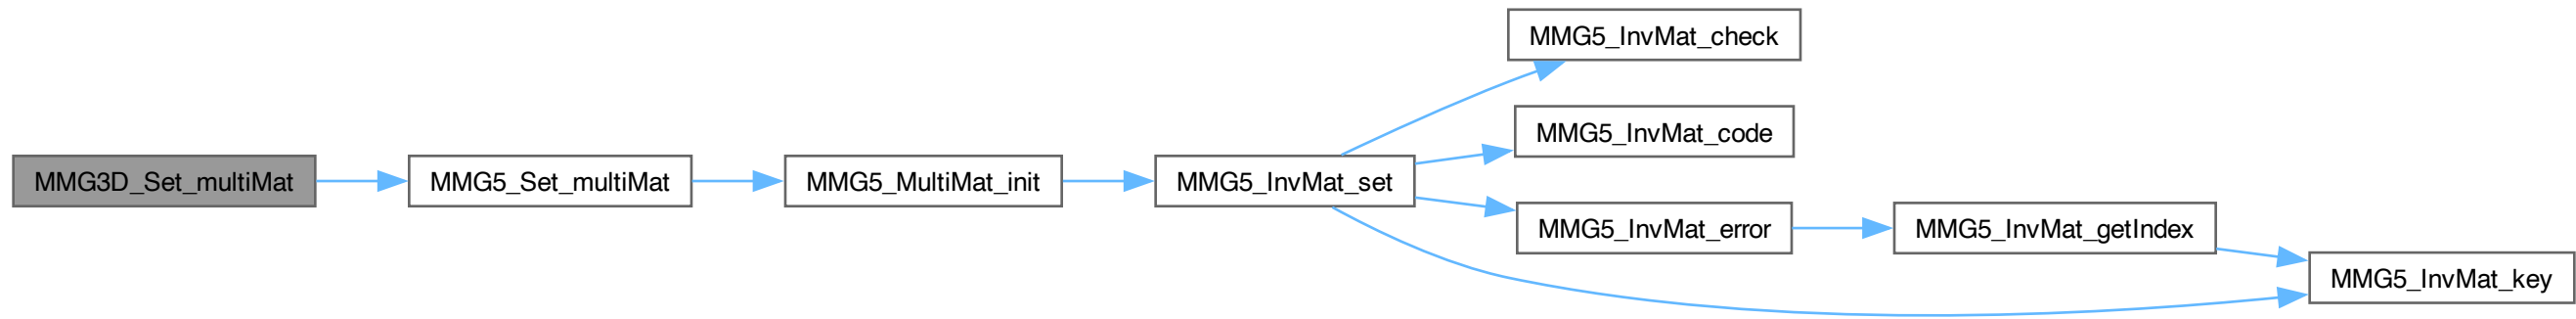 MMG3D_Set_multiMat
MMG5_Set_multiMat
MMG5_MultiMat_init
MMG5_InvMat_set
MMG5_InvMat_check
MMG5_InvMat_code
MMG5_InvMat_error
MMG5_InvMat_getIndex
MMG5_InvMat_key